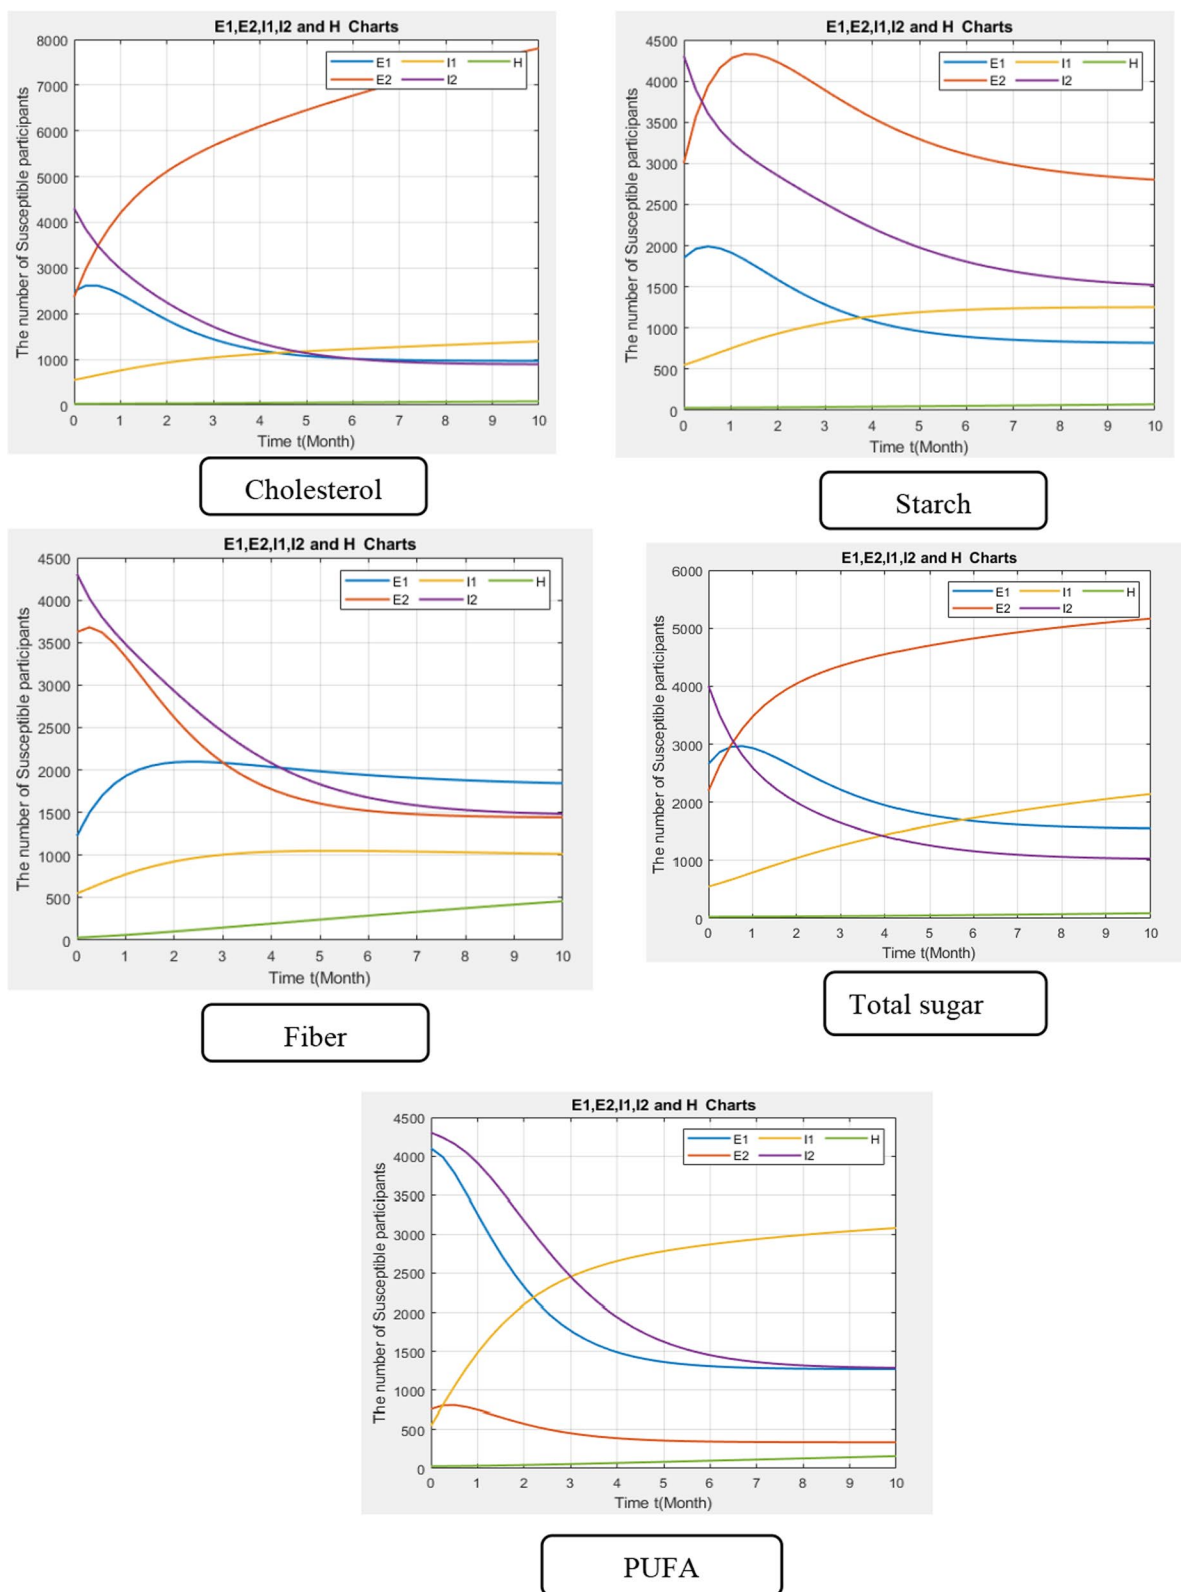 E1,E2,I1,I2 and H Charts
The number of Susceptible participants
8000
7000
6000
5000
4000
3000
2000
1000
0
E1 I1 H
E2 I2
0 1 2 3 4 5 6 7 8 9 10
Time t(Month)
Cholesterol
E1,E2,I1,I2 and H Charts
The number of Susceptible participants
4500
4000
3500
3000
2500
2000
1500
1000
500
0
E1 I1 H
E2 I2
0 1 2 3 4 5 6 7 8 9 10
Time t(Month)
Starch
E1,E2,I1,I2 and H Charts
The number of Susceptible participants
4500
4000
3500
3000
2500
2000
1500
1000
500
0
E1 I1 H
E2 I2
0 1 2 3 4 5 6 7 8 9 10
Time t(Month)
Fiber
E1,E2,I1,I2 and H Charts
The number of Susceptible participants
6000
5000
4000
3000
2000
1000
0
E1 I1 H
E2 I2
0 1 2 3 4 5 6 7 8 9 10
Time t(Month)
Total sugar
E1,E2,I1,I2 and H Charts
The number of Susceptible participants
4500
4000
3500
3000
2500
2000
1500
1000
500
0
E1 I1 H
E2 I2
0 1 2 3 4 5 6 7 8 9 10
Time t(Month)
PUFA